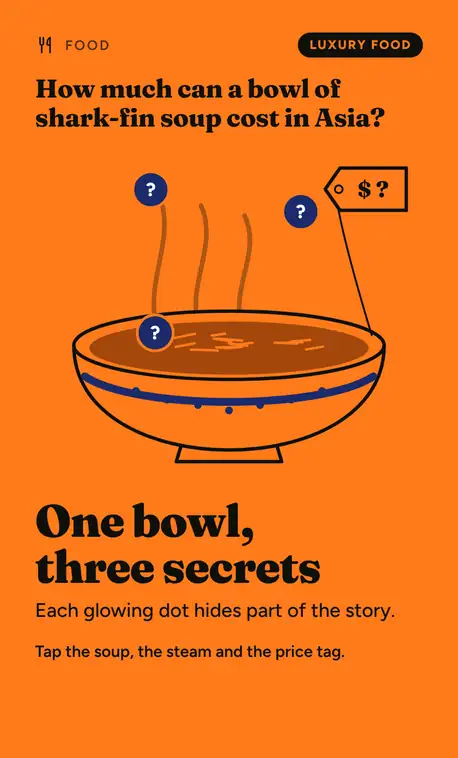 FOOD
LUXURY FOOD
How much can a bowl of
shark-fin soup cost in Asia?
?
?
$ ?
?
One bowl,
three secrets
Each glowing dot hides part of the story.
Tap the soup, the steam and the price tag.